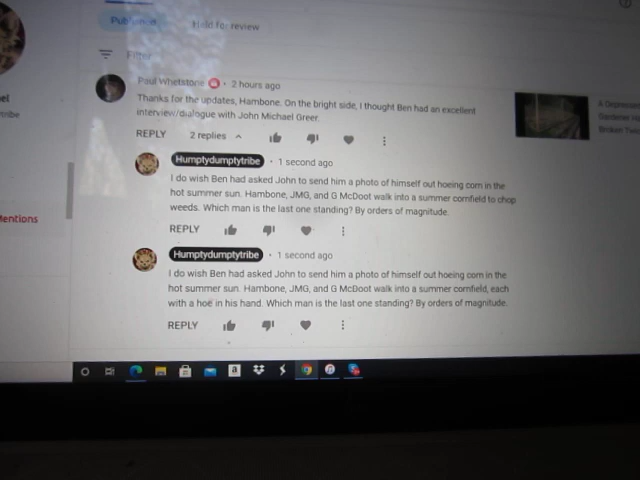 Published
Held for review
Filter
Paul Whetstone · 2 hours ago
Thanks for the updates, Hambone. On the bright side, I thought Ben had an excellent
interview/dialogue with John Michael Greer.
REPLY 2 replies
Humptydumptytribe · 1 second ago
I do wish Ben had asked John to send him a photo of himself out hoeing corn in the
hot summer sun. Hambone, JMG, and G McDoot walk into a summer cornfield to chop
weeds. Which man is the last one standing? By orders of magnitude.
REPLY
Humptydumptytribe · 1 second ago
I do wish Ben had asked John to send him a photo of himself out hoeing corn in the
hot summer sun. Hambone, JMG, and G McDoot walk into a summer cornfield, each
with a hoe in his hand. Which man is the last one standing? By orders of magnitude.
REPLY
el
tribe
Mentions
A Depression
Gardener
Broken
a